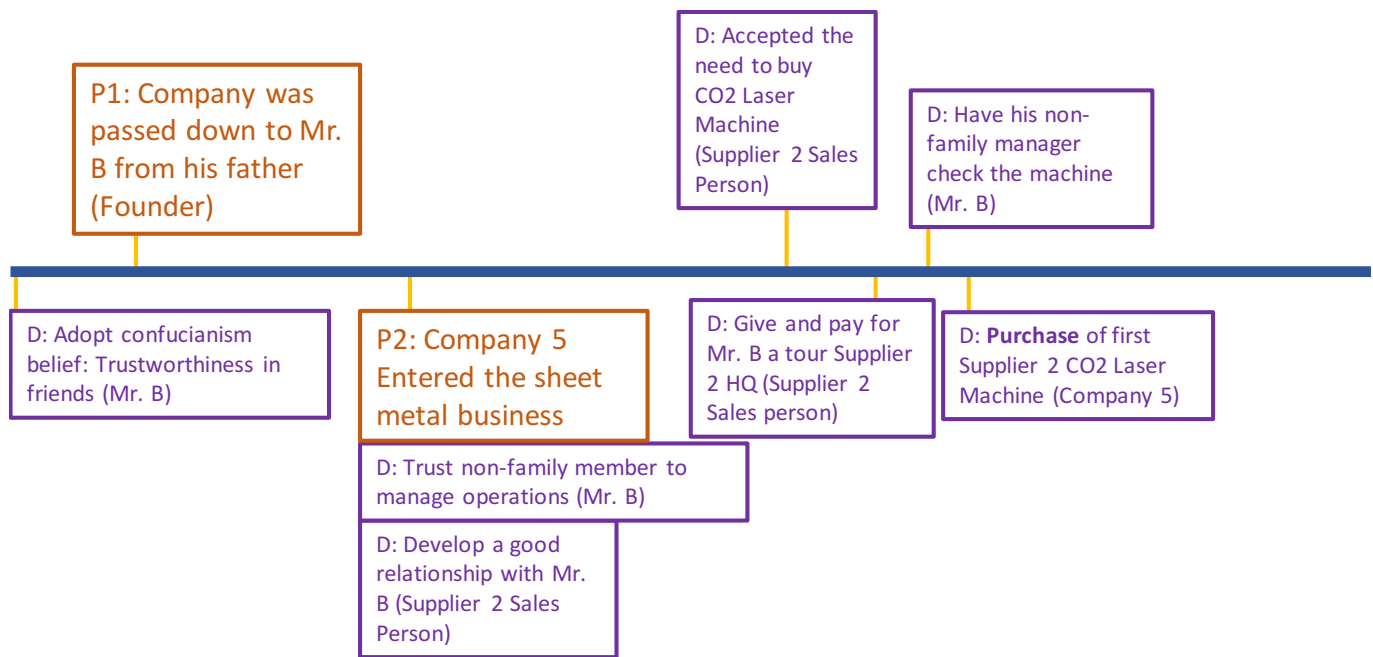 P1: Company was
passed down to Mr.
B from his father
(Founder)
D: Accepted the
need to buy
CO2 Laser
Machine
(Supplier 2 Sales
Person)
D: Have his non-
family manager
check the machine
(Mr. B)
D: Adopt confucianism
belief: Trustworthiness in
friends (Mr. B)
P2: Company 5
Entered the sheet
metal business
D: Trust non-family member to
manage operations (Mr. B)
D: Develop a good
relationship with Mr.
B (Supplier 2 Sales
Person)
D: Give and pay for
Mr. B a tour Supplier
2 HQ (Supplier 2
Sales person)
D: Purchase of first
Supplier 2 CO2 Laser
Machine (Company 5)